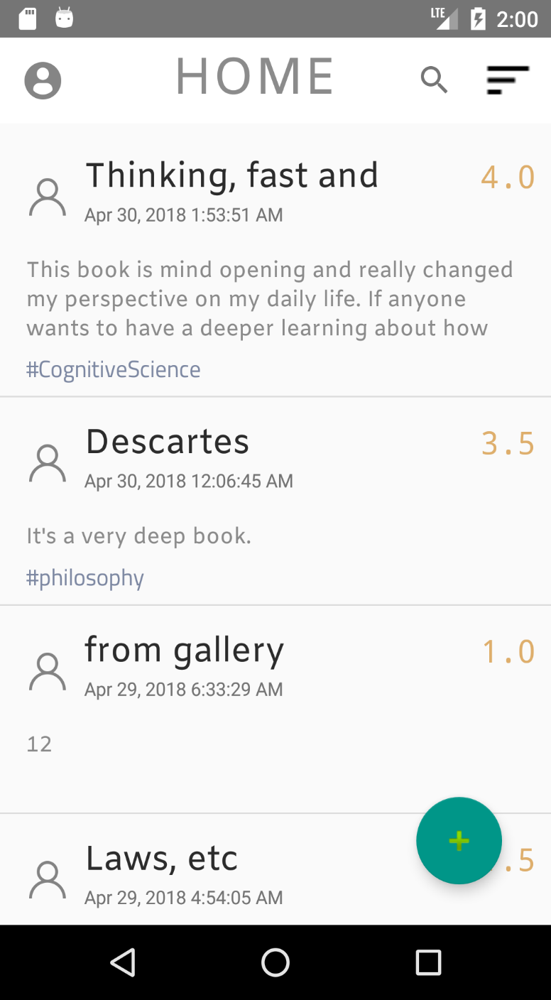 LTE 2:00
HOME
Thinking, fast and 4.0
Apr 30, 2018 1:53:51 AM
This book is mind opening and really changed
my perspective on my daily life. If anyone
wants to have a deeper learning about how
#CognitiveScience
Descartes 3.5
Apr 30, 2018 12:06:45 AM
It's a very deep book.
#philosophy
from gallery 1.0
Apr 29, 2018 6:33:29 AM
12
Laws, etc .5
Apr 29, 2018 4:54:05 AM